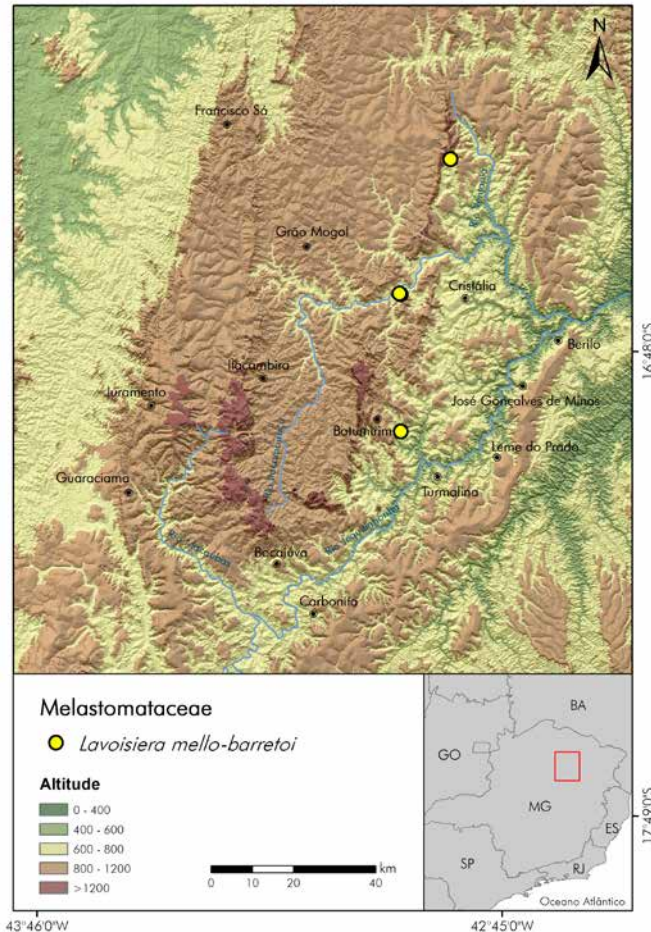 N
Francisco Sá
Grão Mogol
Cristália
Berilo
Itacambira
Juramento
José Gonçalves de Minas
Botumirim
Leme do Prado
Guaraciama
Turmalina
Rio Jequitinhonha
Bocaiúva
Carbonita
16°48'0"S
Melastomataceae
Lavoisiera mello-barretoi
Altitude
0 - 400
400 - 600
600 - 800
800 - 1200
>1200
km
0 10 20 40
BA
GO
MG
ES
SP
RJ
Oceano Atlântico
17°49'0"S
43°46'0"W
42°45'0"W